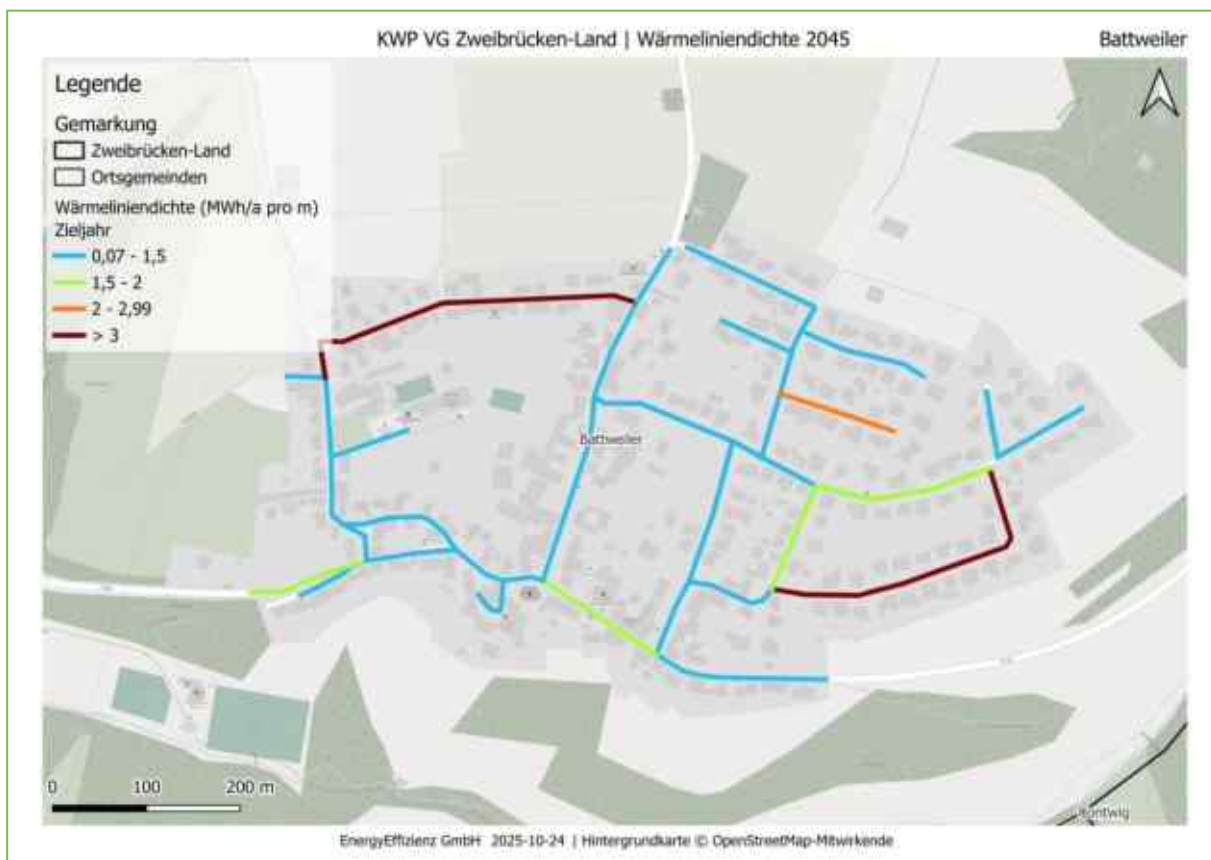 KWP VG Zweibrücken-Land | Wärmeliniendichte 2045
Battweiler
Legende
Gemarkung
Zweibrücken-Land
Ortsgemeinden
Wärmeliniendichte (MWh/a pro m)
Zieljahr
0,07 - 1,5
1,5 - 2
2 - 2,99
> 3
Battweiler
0 100 200 m
EnergyEffizienz GmbH 2025-10-24 | Hintergrundkarte © OpenStreetMap-Mitwirkende